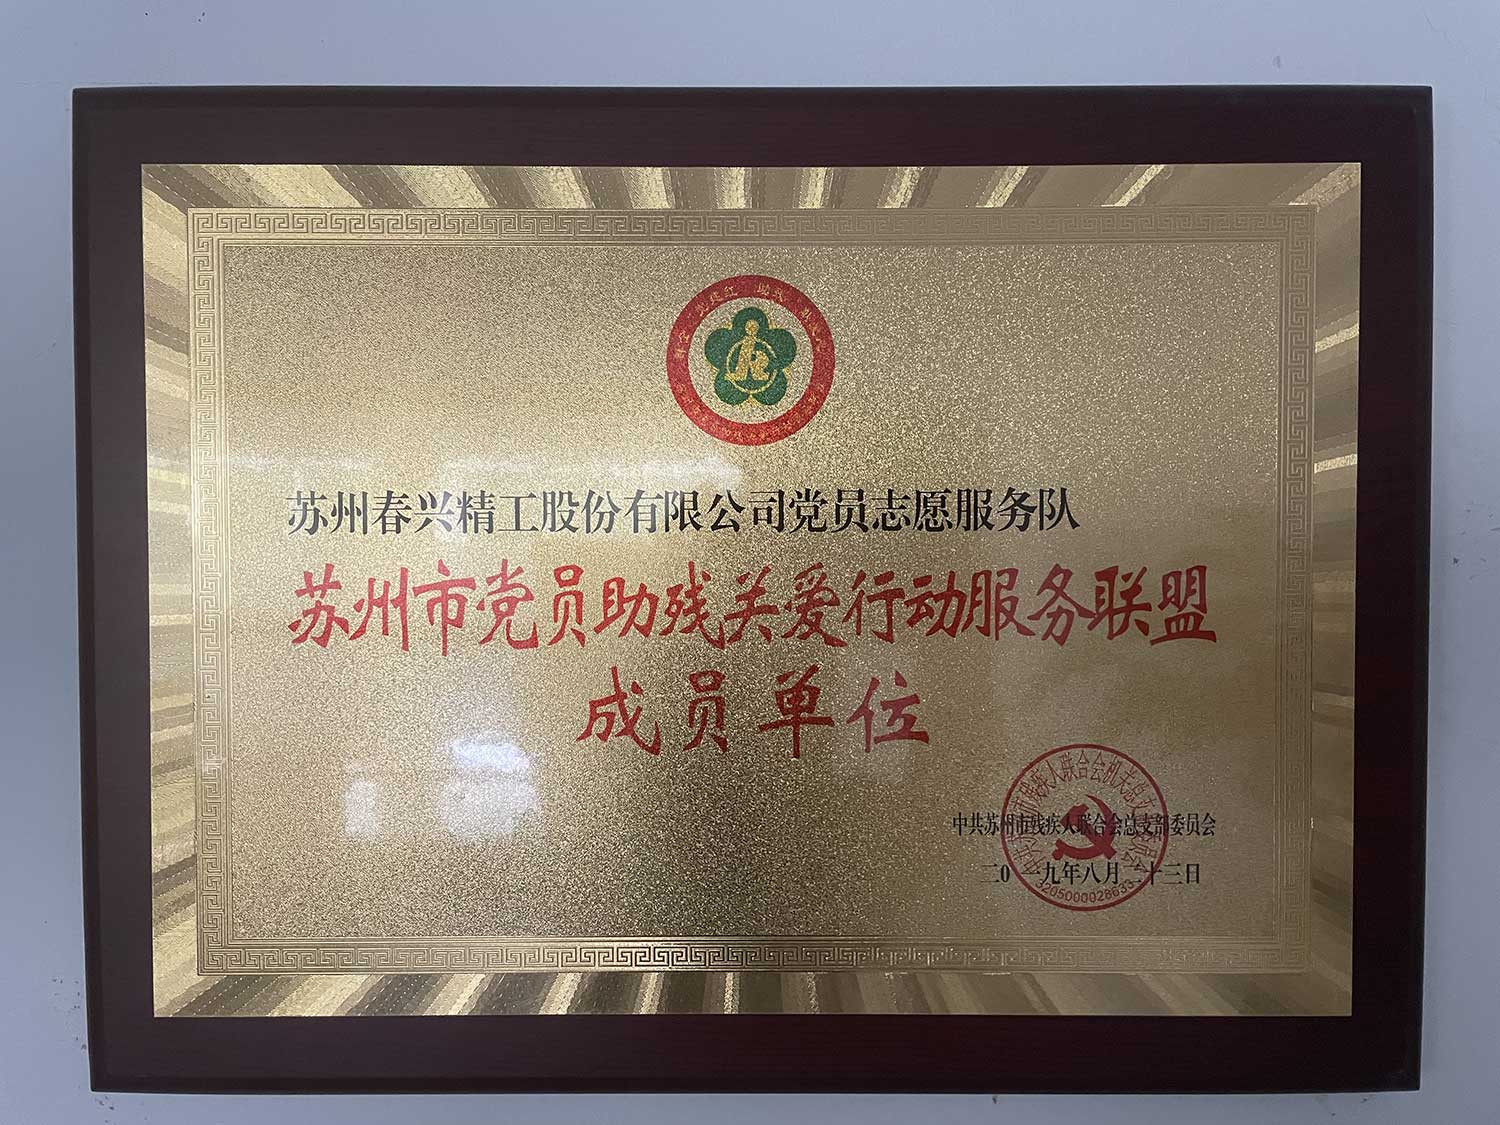 苏州春兴精工股份有限公司党员志愿服务队
苏州市党员助残关爱行动服务联盟
成员单位
中共苏州市残疾人联合会总支部委员会
二0一九年八月二十三日
3205000028633